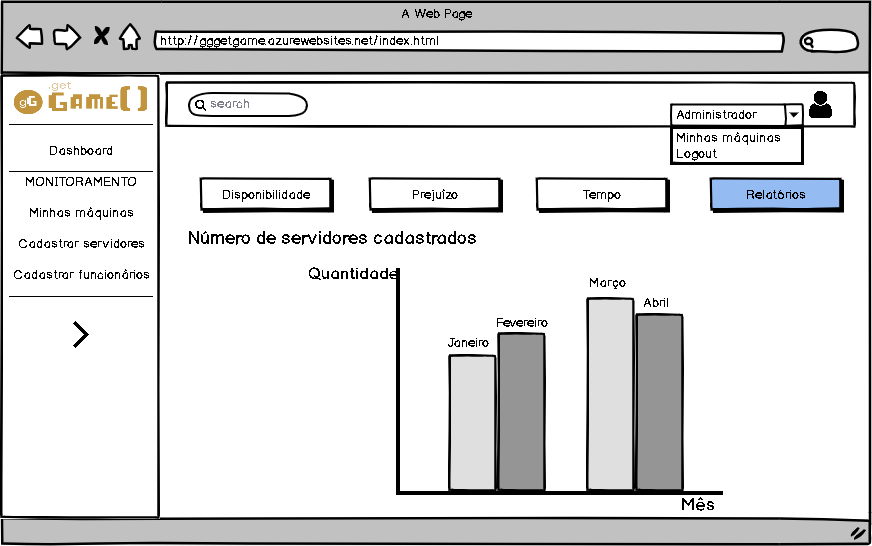 A Web Page
http://gggetgame.azurewebsites.net/index.html
.get
gG GAME()
search
Administrador
Minhas máquinas
Logout
Dashboard
MONITORAMENTO
Minhas máquinas
Cadastrar servidores
Cadastrar funcionários
Disponibilidade
Prejuízo
Tempo
Relatórios
Número de servidores cadastrados
Quantidade
Janeiro
Fevereiro
Março
Abril
Mês